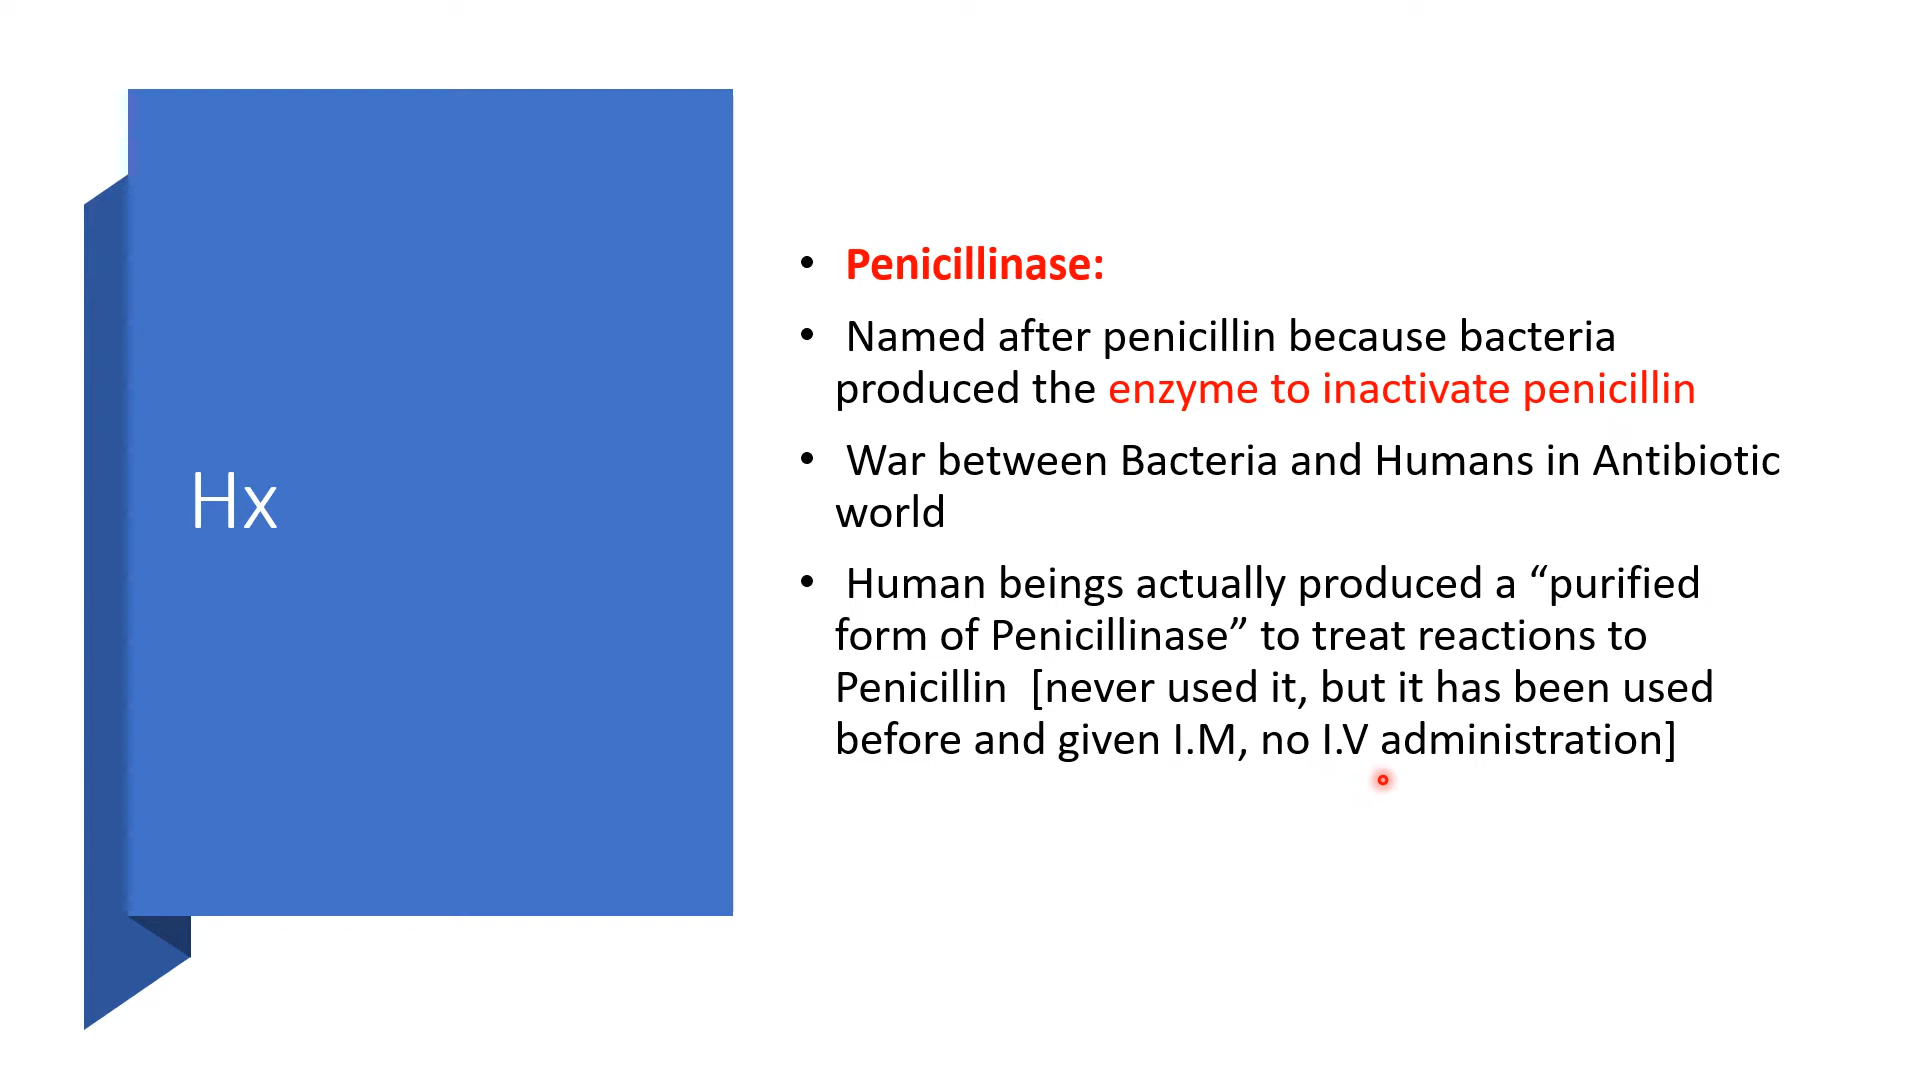 Hx
• Penicillinase:
• Named after penicillin because bacteria
produced the enzyme to inactivate penicillin
• War between Bacteria and Humans in Antibiotic
world
• Human beings actually produced a “purified
form of Penicillinase” to treat reactions to
Penicillin [never used it, but it has been used
before and given I.M, no I.V administration]